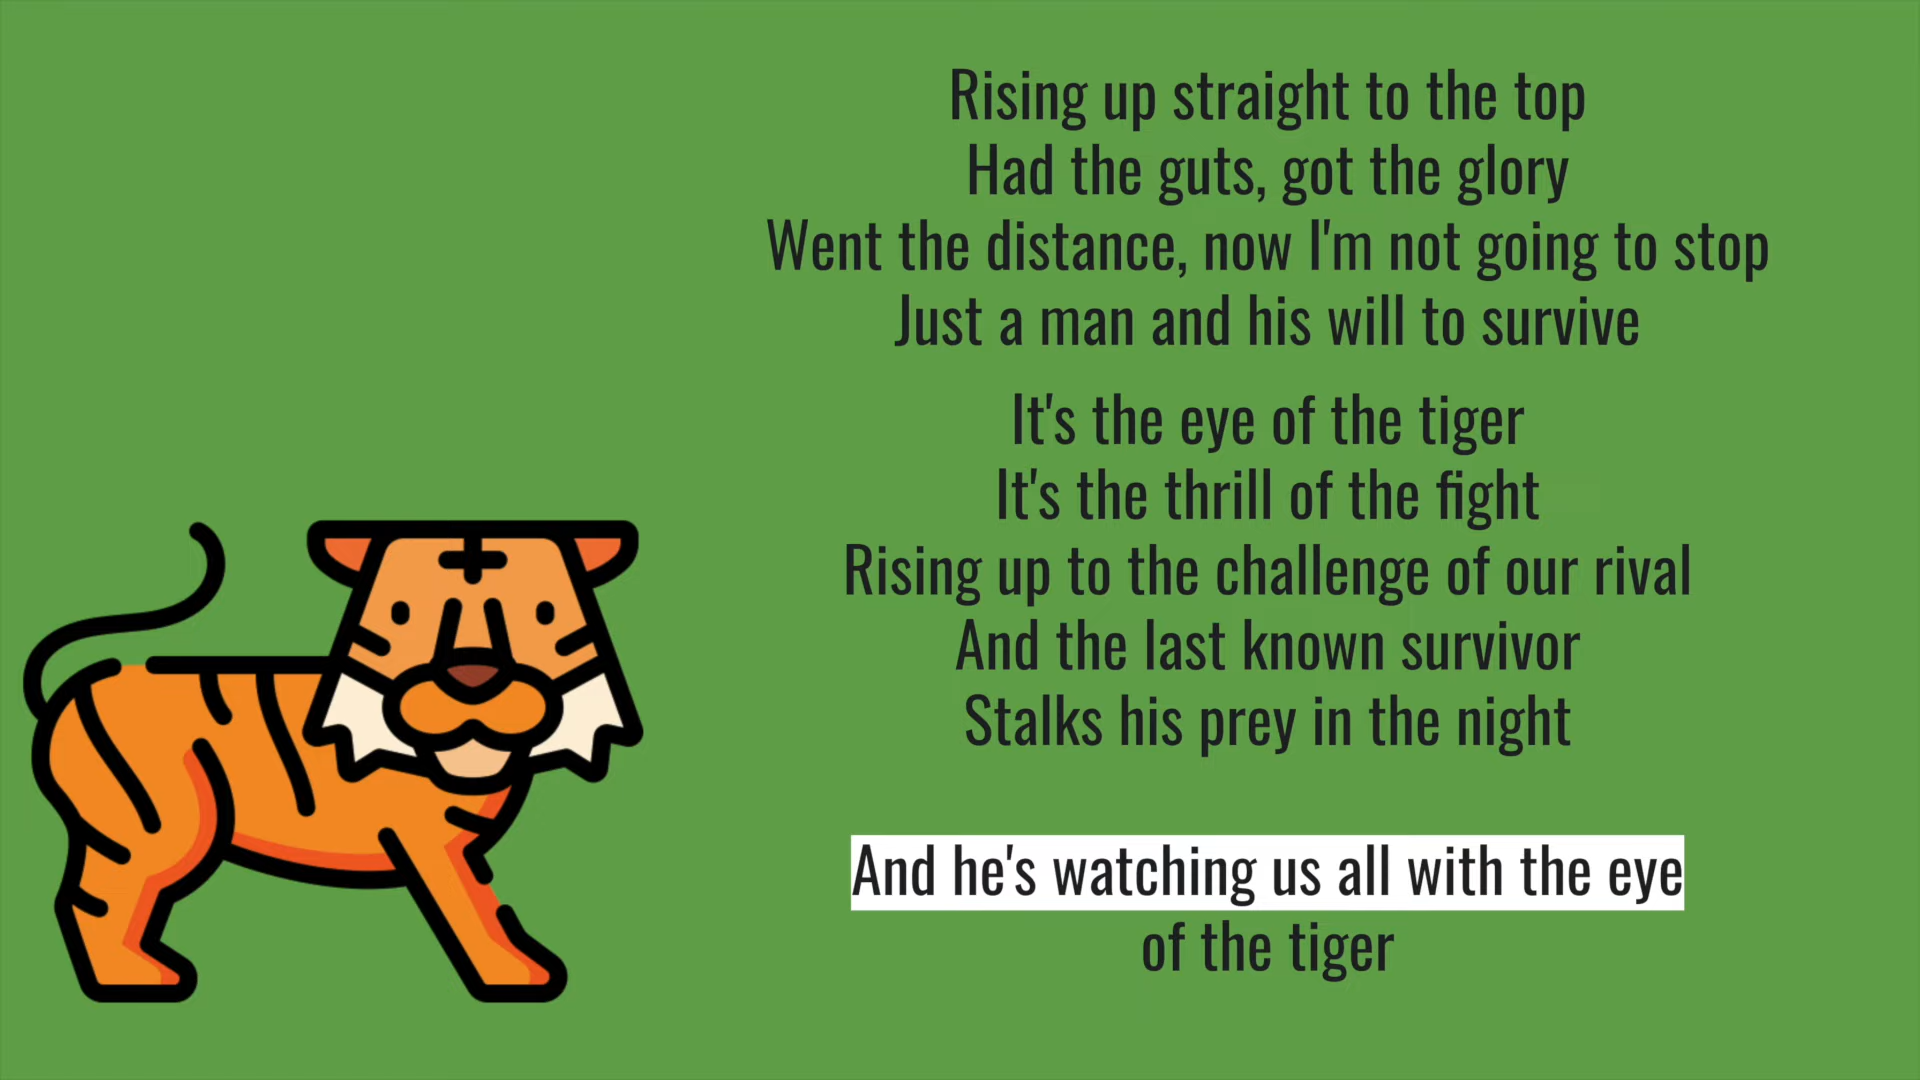 Rising up straight to the top
Had the guts, got the glory
Went the distance, now I'm not going to stop
Just a man and his will to survive
It's the eye of the tiger
It's the thrill of the fight
Rising up to the challenge of our rival
And the last known survivor
Stalks his prey in the night
And he's watching us all with the eye
of the tiger